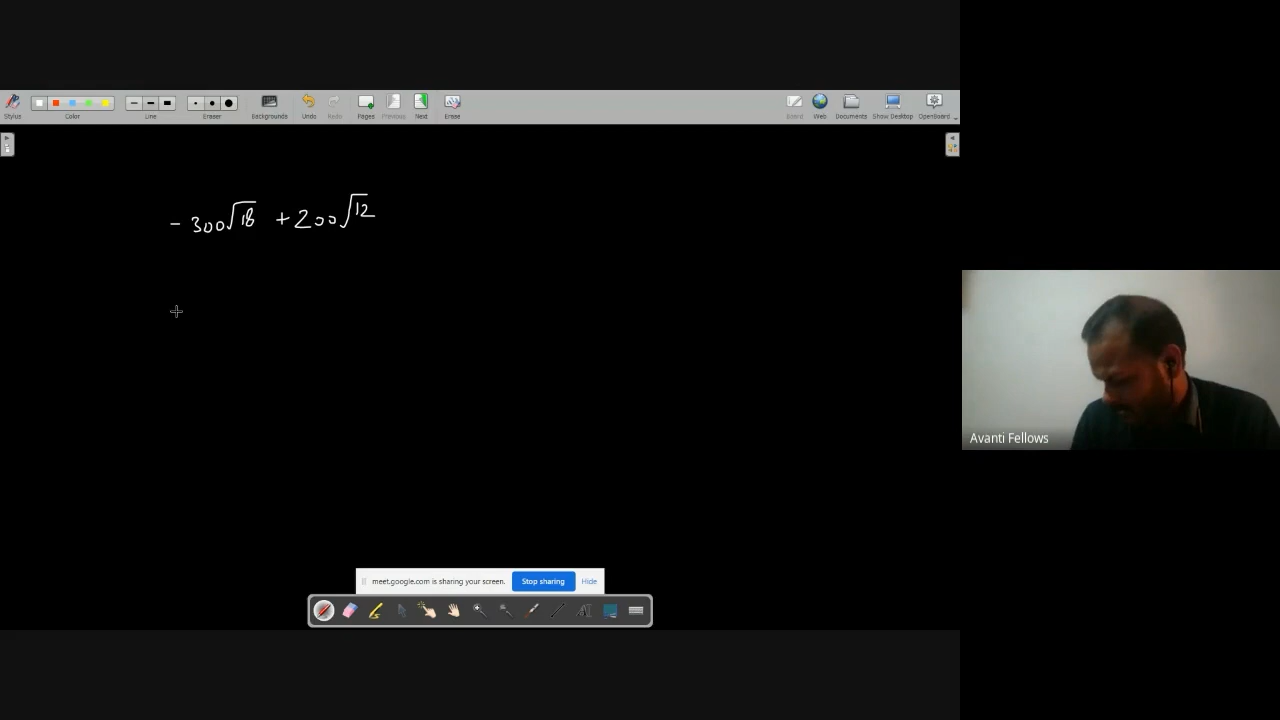 Stylus Color Line Eraser Backgrounds Undo Redo Pages Previous Next Erase Board Web Documents Show Desktop OpenBoard
- 300√18 + 200√12
Avanti Fellows
meet.google.com is sharing your screen. Stop sharing Hide